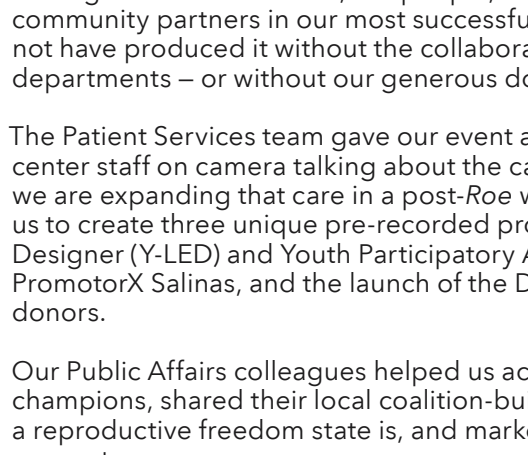 community partners in our most successfu
not have produced it without the collabora
departments – or without our generous do
The Patient Services team gave our event a
center staff on camera talking about the ca
we are expanding that care in a post-Roe w
us to create three unique pre-recorded pro
Designer (Y-LED) and Youth Participatory A
PromotorX Salinas, and the launch of the D
donors.
Our Public Affairs colleagues helped us ac
champions, shared their local coalition-bui
a reproductive freedom state is, and marke